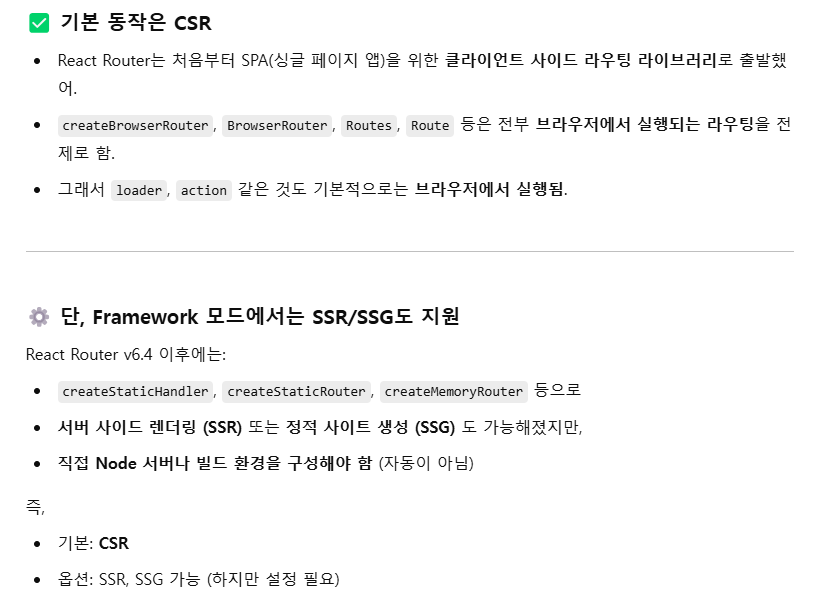 ✅ 기본 동작은 CSR
• React Router는 처음부터 SPA(싱글 페이지 앱)을 위한 클라이언트 사이드 라우팅 라이브러리로 출발했
어.
• createBrowserRouter, BrowserRouter, Routes, Route 등은 전부 브라우저에서 실행되는 라우팅을 전
제로 함.
• 그래서 loader, action 같은 것도 기본적으로는 브라우저에서 실행됨.
⚙️ 단, Framework 모드에서는 SSR/SSG도 지원
React Router v6.4 이후에는:
• createStaticHandler, createStaticRouter, createMemoryRouter 등으로
• 서버 사이드 렌더링 (SSR) 또는 정적 사이트 생성 (SSG) 도 가능해졌지만,
• 직접 Node 서버나 빌드 환경을 구성해야 함 (자동이 아님)
즉,
• 기본: CSR
• 옵션: SSR, SSG 가능 (하지만 설정 필요)